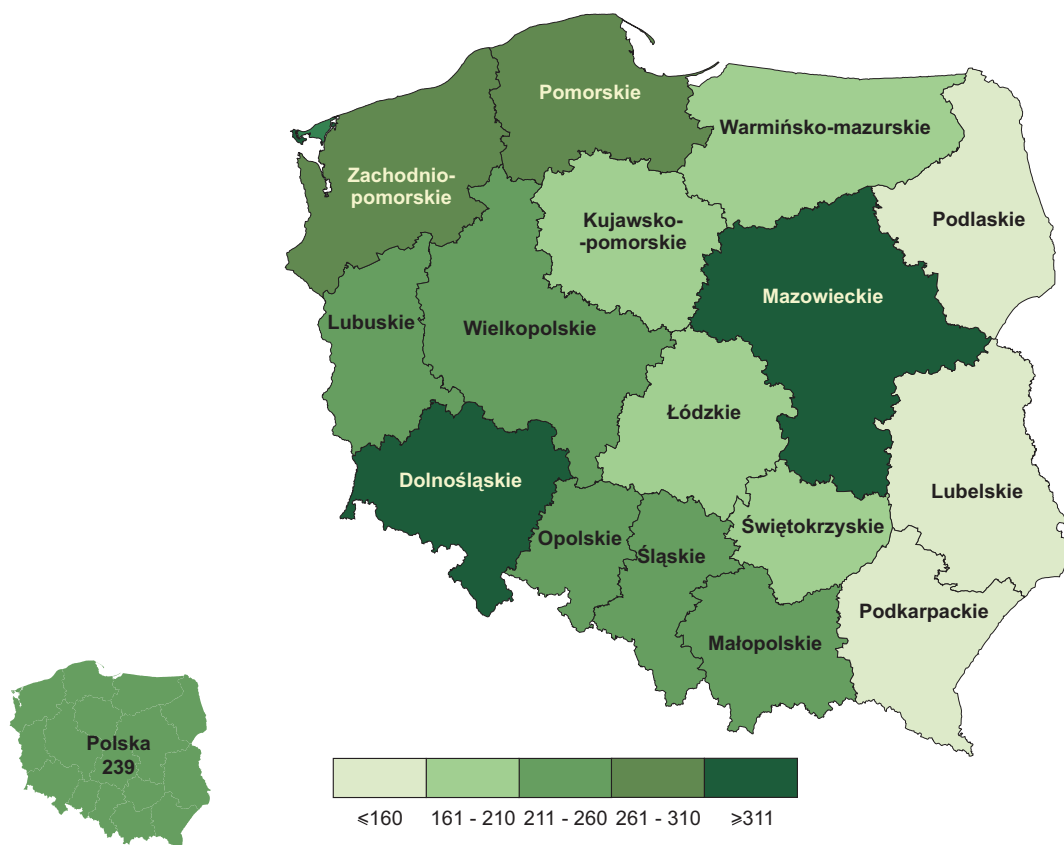 Pomorskie
Warmińsko-mazurskie
Zachodnio-
pomorskie
Kujawsko-
-pomorskie
Podlaskie
Mazowieckie
Lubuskie
Wielkopolskie
Łódzkie
Dolnośląskie
Lubelskie
Opolskie
Śląskie
Świętokrzyskie
Podkarpackie
Małopolskie
Polska
239
⩽160 161 - 210 211 - 260 261 - 310 ⩾311